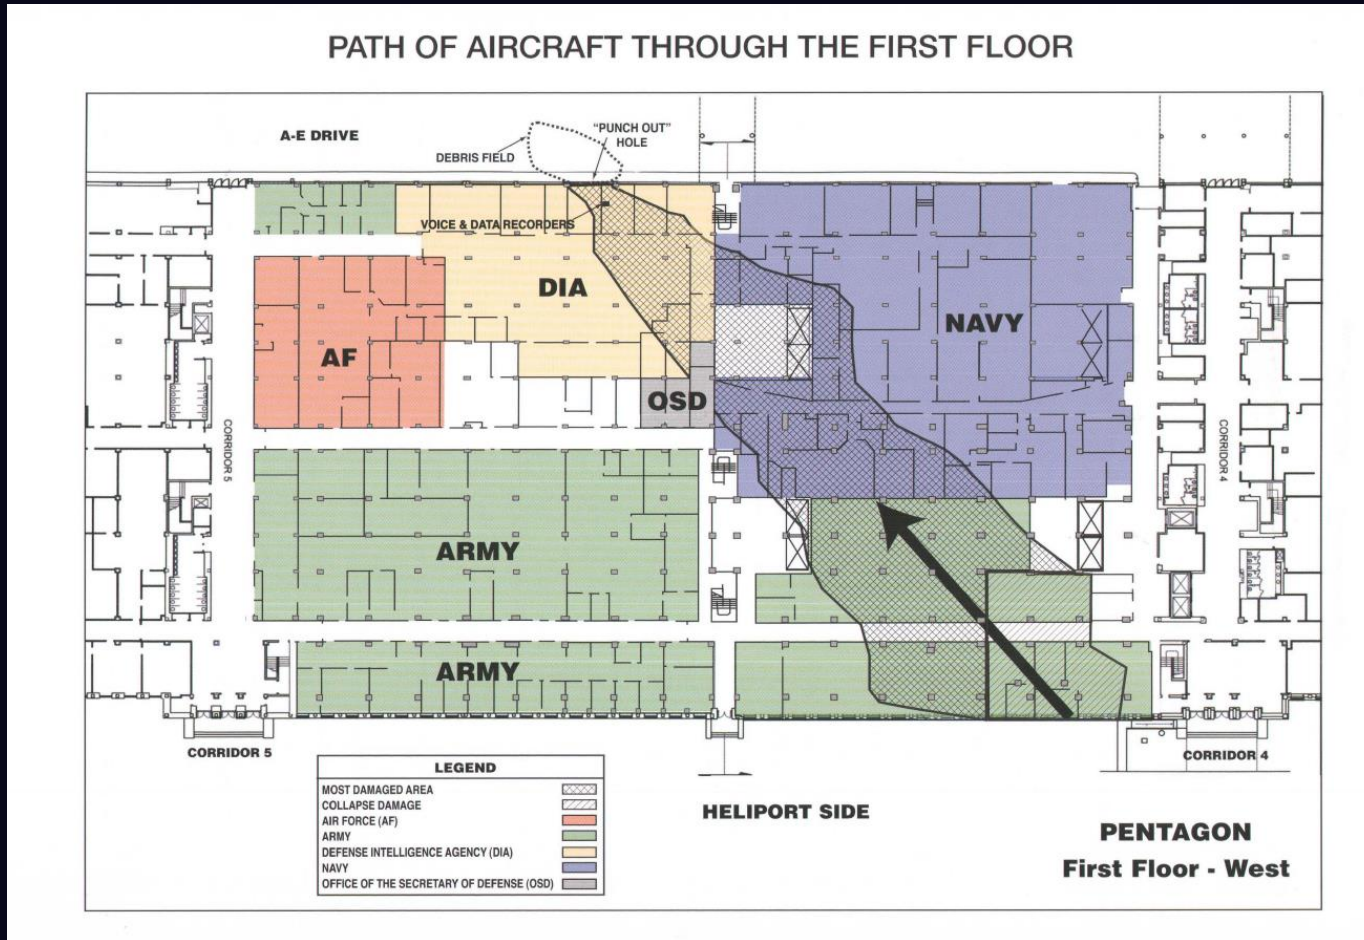 PATH OF AIRCRAFT THROUGH THE FIRST FLOOR
A-E DRIVE
"PUNCH OUT"
HOLE
DEBRIS FIELD
VOICE & DATA RECORDERS
DIA
NAVY
AF
OSD
CORRIDOR 5
CORRIDOR 4
ARMY
ARMY
CORRIDOR 5
CORRIDOR 4
LEGEND
MOST DAMAGED AREA
COLLAPSE DAMAGE
AIR FORCE (AF)
ARMY
DEFENSE INTELLIGENCE AGENCY (DIA)
NAVY
OFFICE OF THE SECRETARY OF DEFENSE (OSD)
HELIPORT SIDE
PENTAGON
First Floor - West